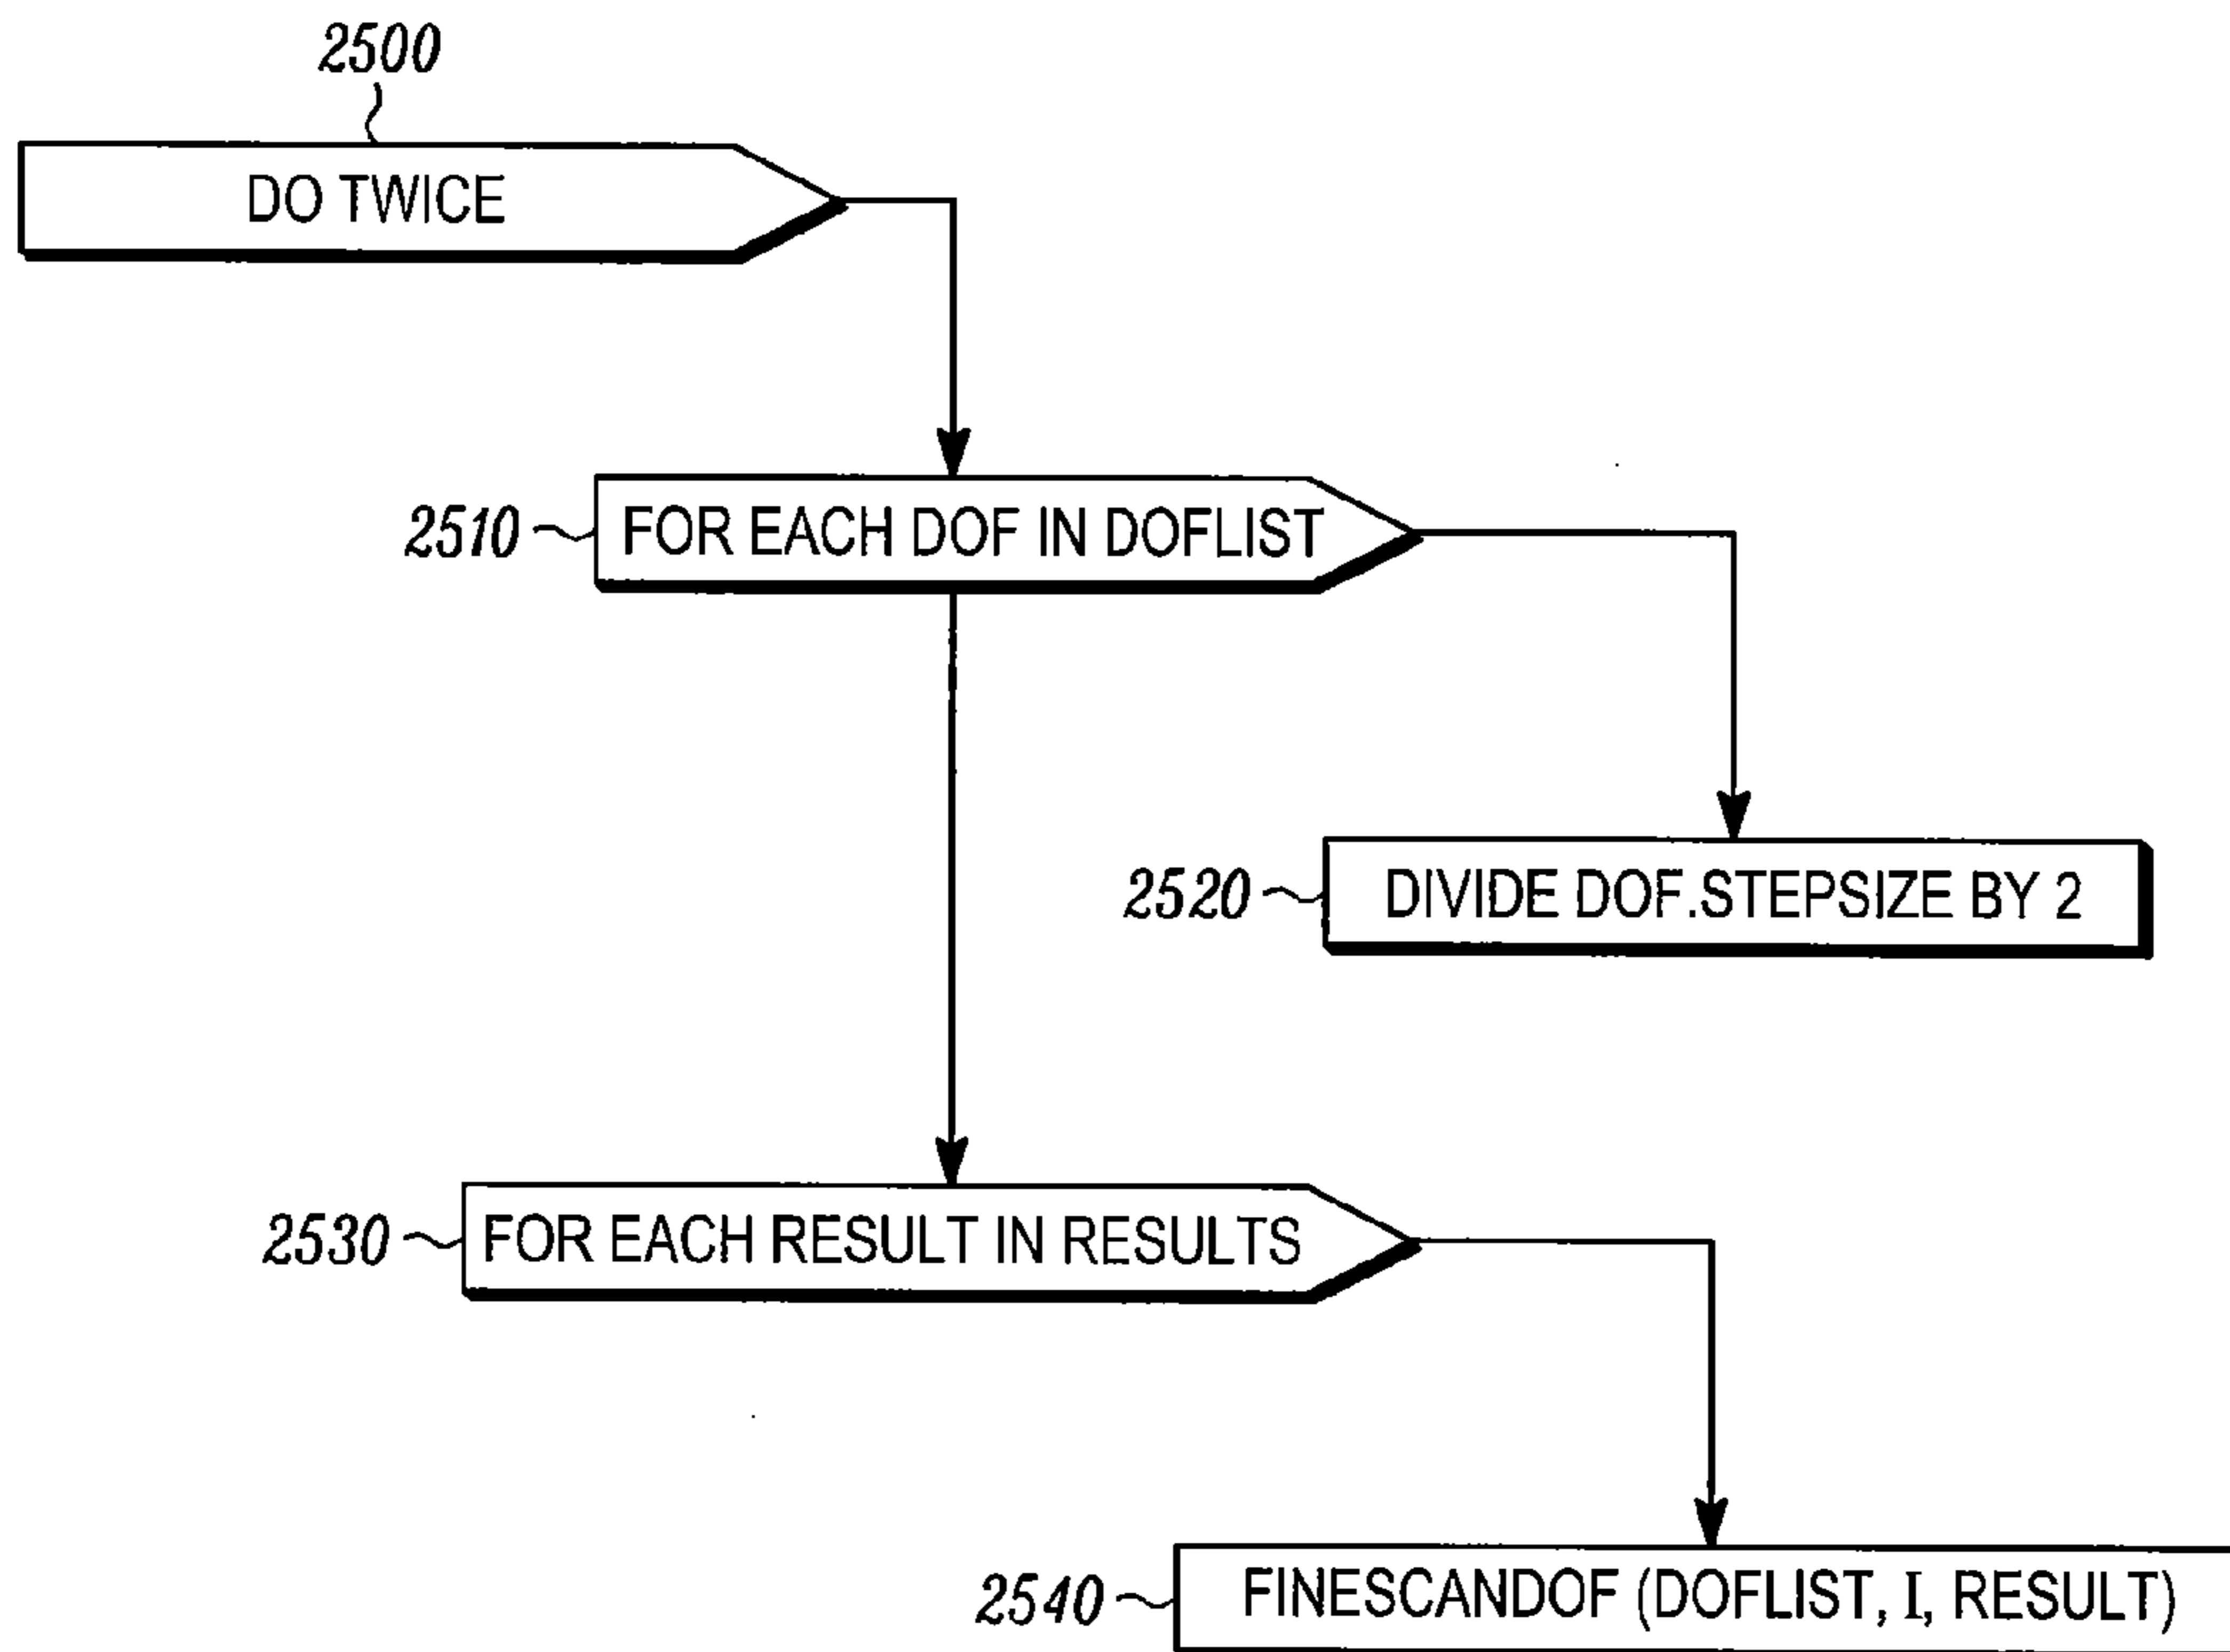 2500
DO TWICE
2510
FOR EACH DOF IN DOFLIST
2520
DIVIDE DOF.STEPSIZE BY 2
2530
FOR EACH RESULT IN RESULTS
2540
FINESCANDOF (DOFLIST, I, RESULT)